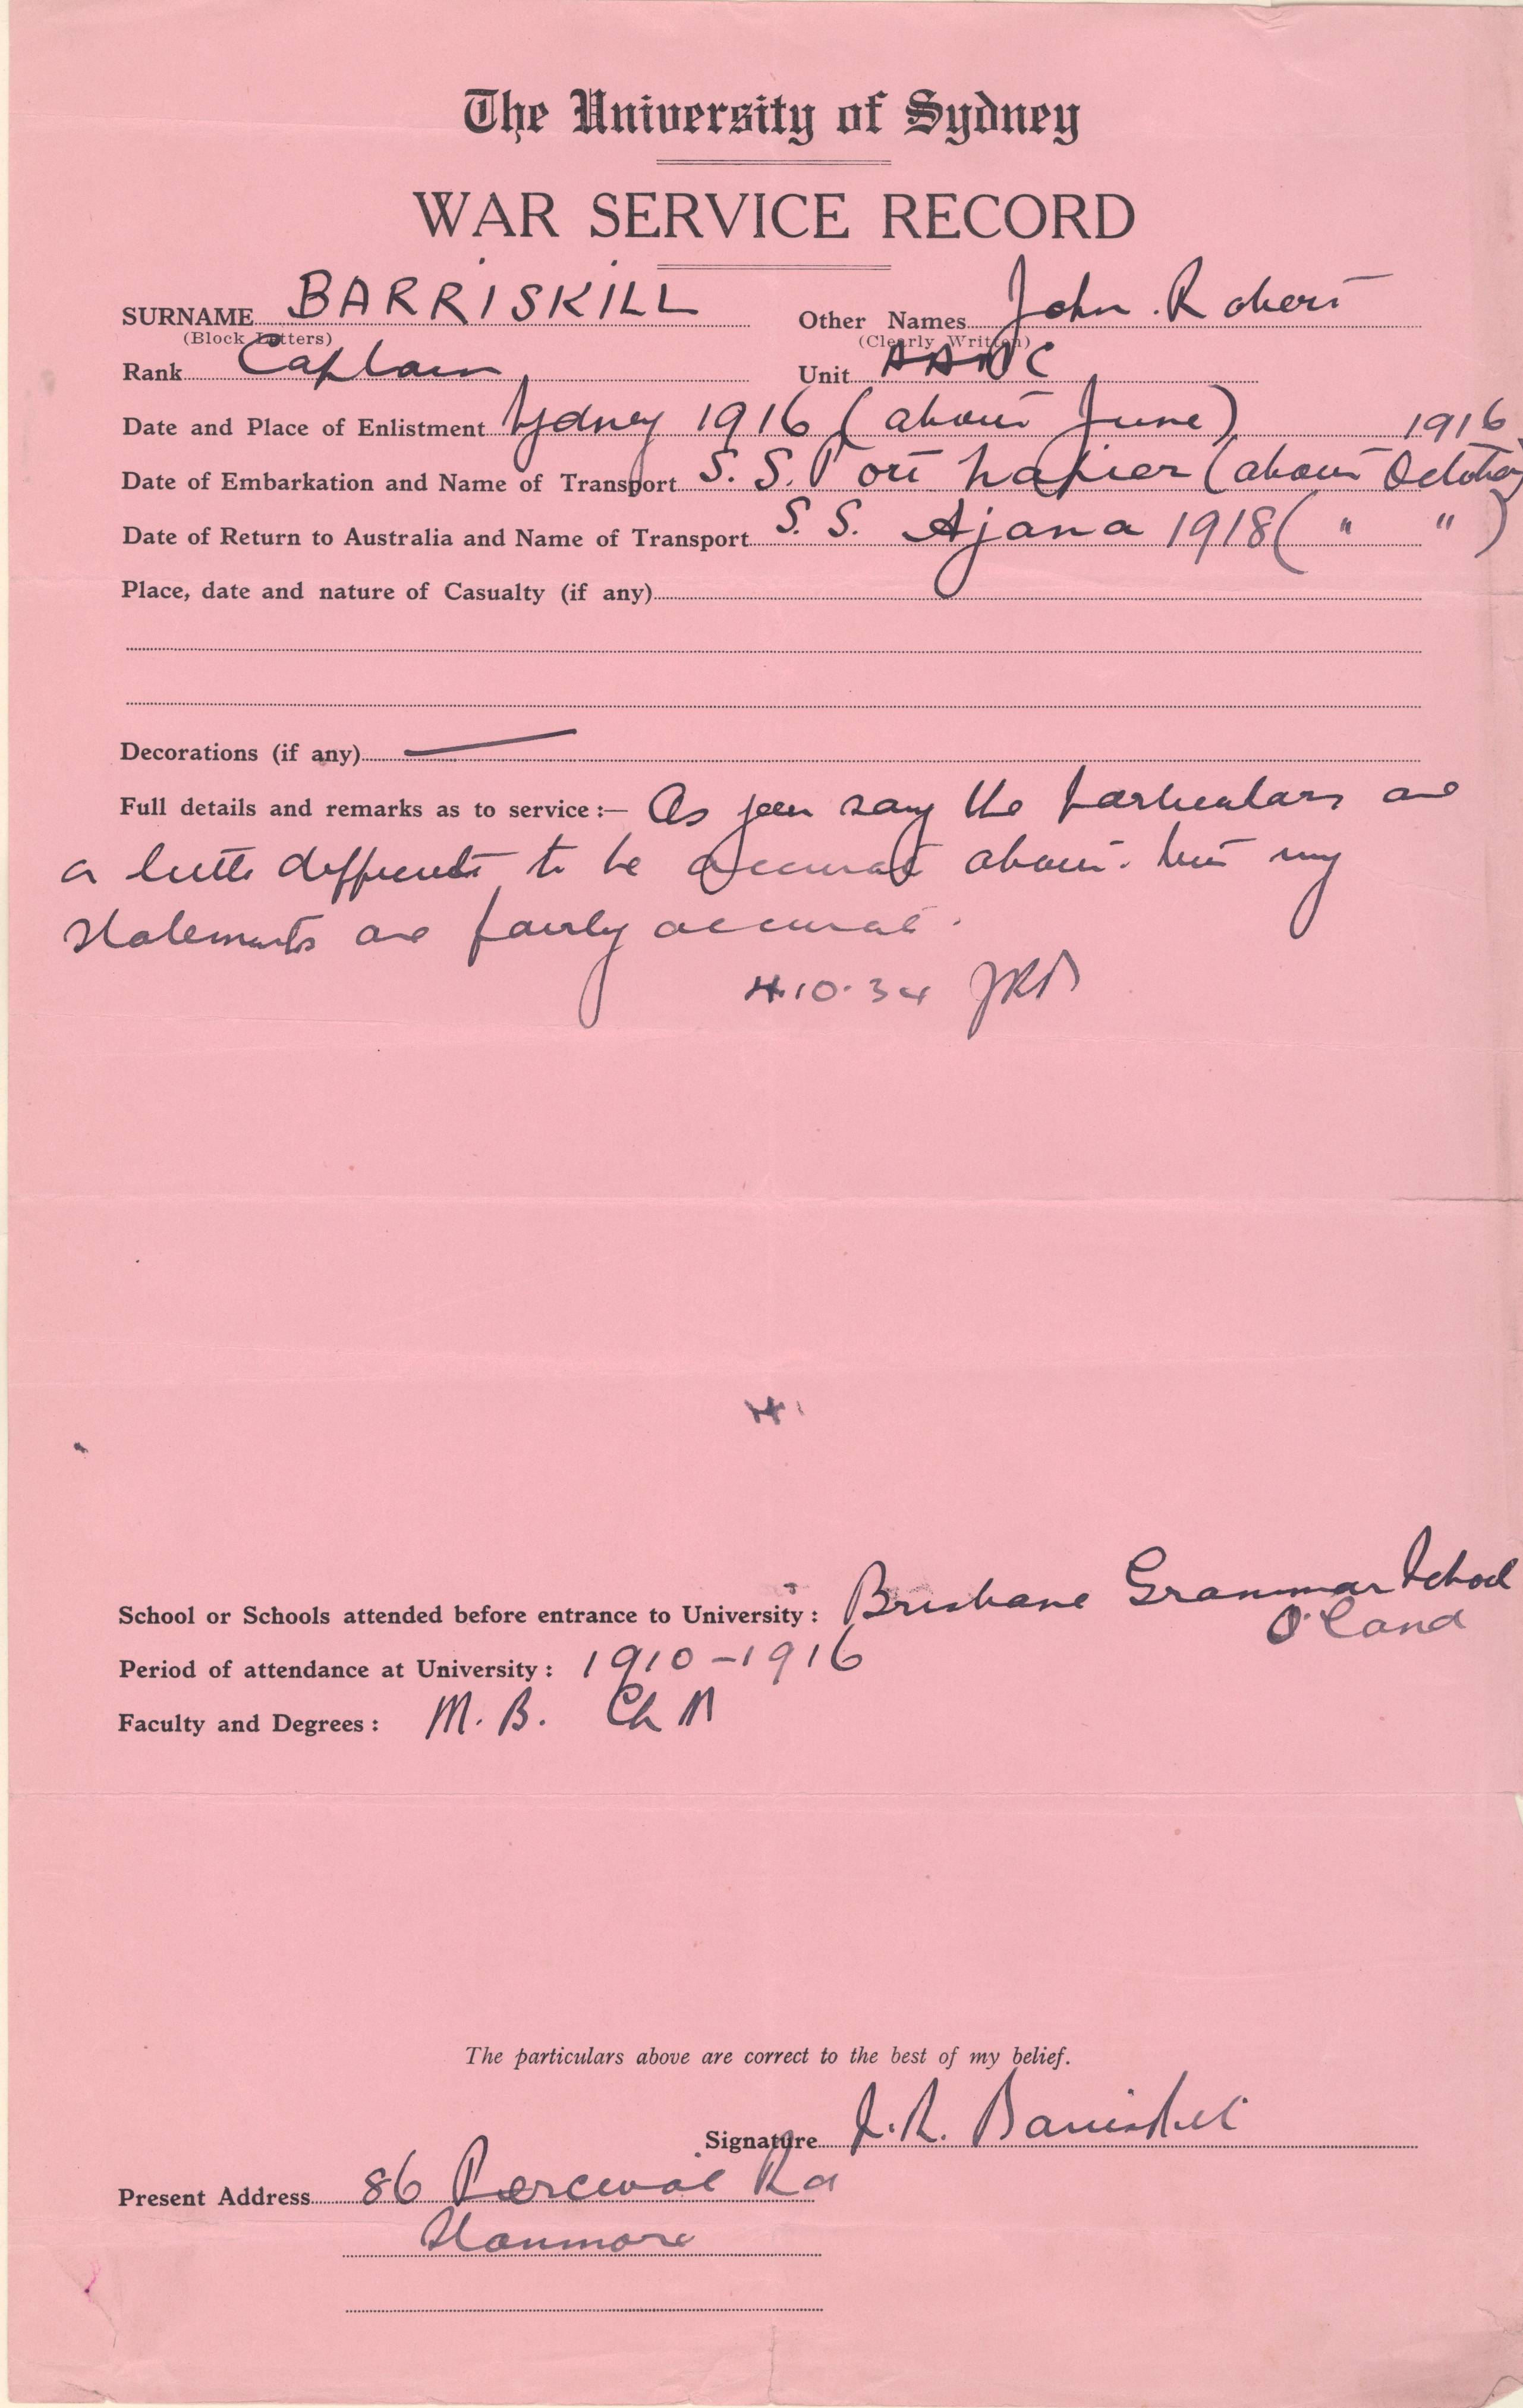 The University of Sydney
WAR SERVICE RECORD
SURNAME BARRISKILL Other Names John Robert
(Block Letters) (Clearly Written)
Rank Captain Unit AAMC
Date and Place of Enlistment Sydney 1916 (about June) 1916
Date of Embarkation and Name of Transport S. S. Port Napier (about October
Date of Return to Australia and Name of Transport S. S. Ajana 1918 ( " " )
Place, date and nature of Casualty (if any)
Decorations (if any) —
Full details and remarks as to service :— As you say the particulars are
a little difficult to be accurate about. but my
statements are fairly accurate.
4.10.34 JRB
School or Schools attended before entrance to University : Brisbane Grammar School
Q'land
Period of attendance at University : 1910-1916
Faculty and Degrees : M. B. Ch M
The particulars above are correct to the best of my belief.
Signature J. R. Barriskill
Present Address 86 Percival Rd
Stanmore